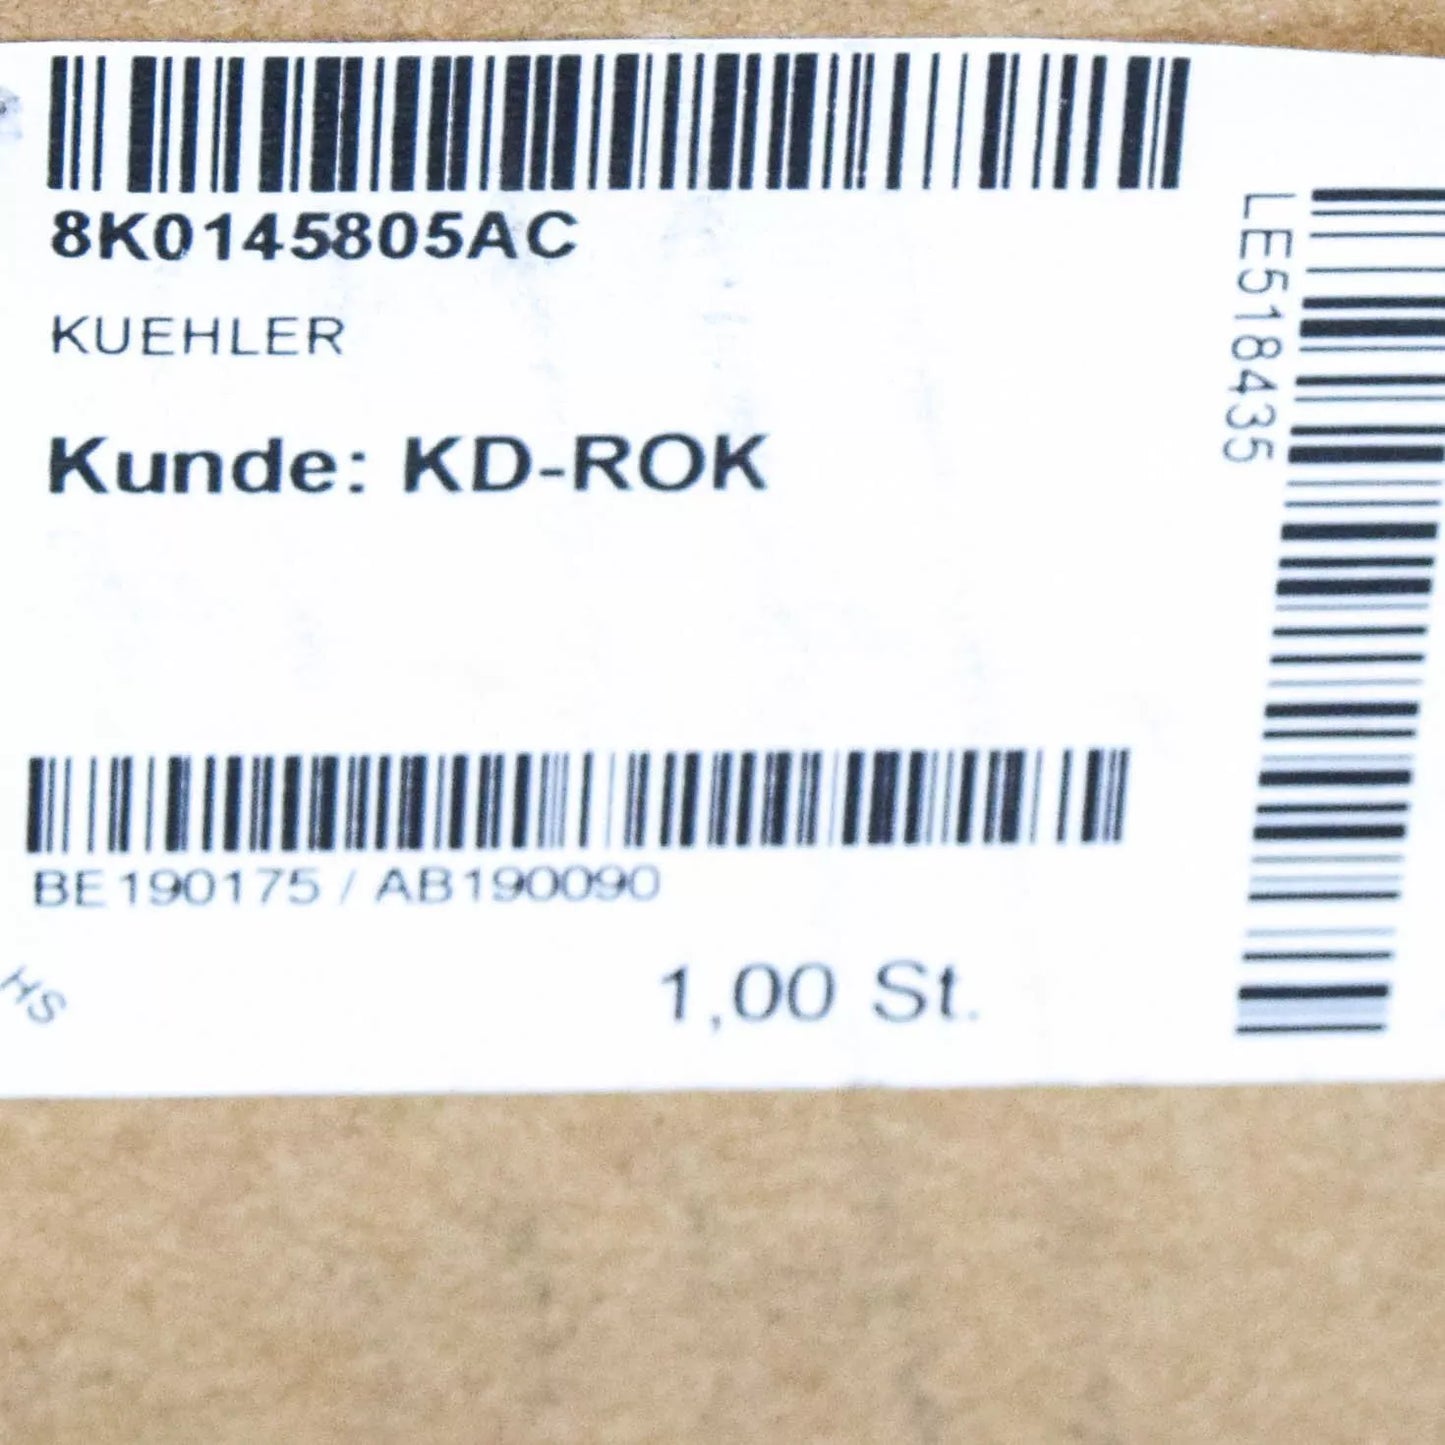 8K0145805AC
KUEHLER
Kunde: KD-ROK
LE518435
BE190175 / AB190090
HS
1,00 St.